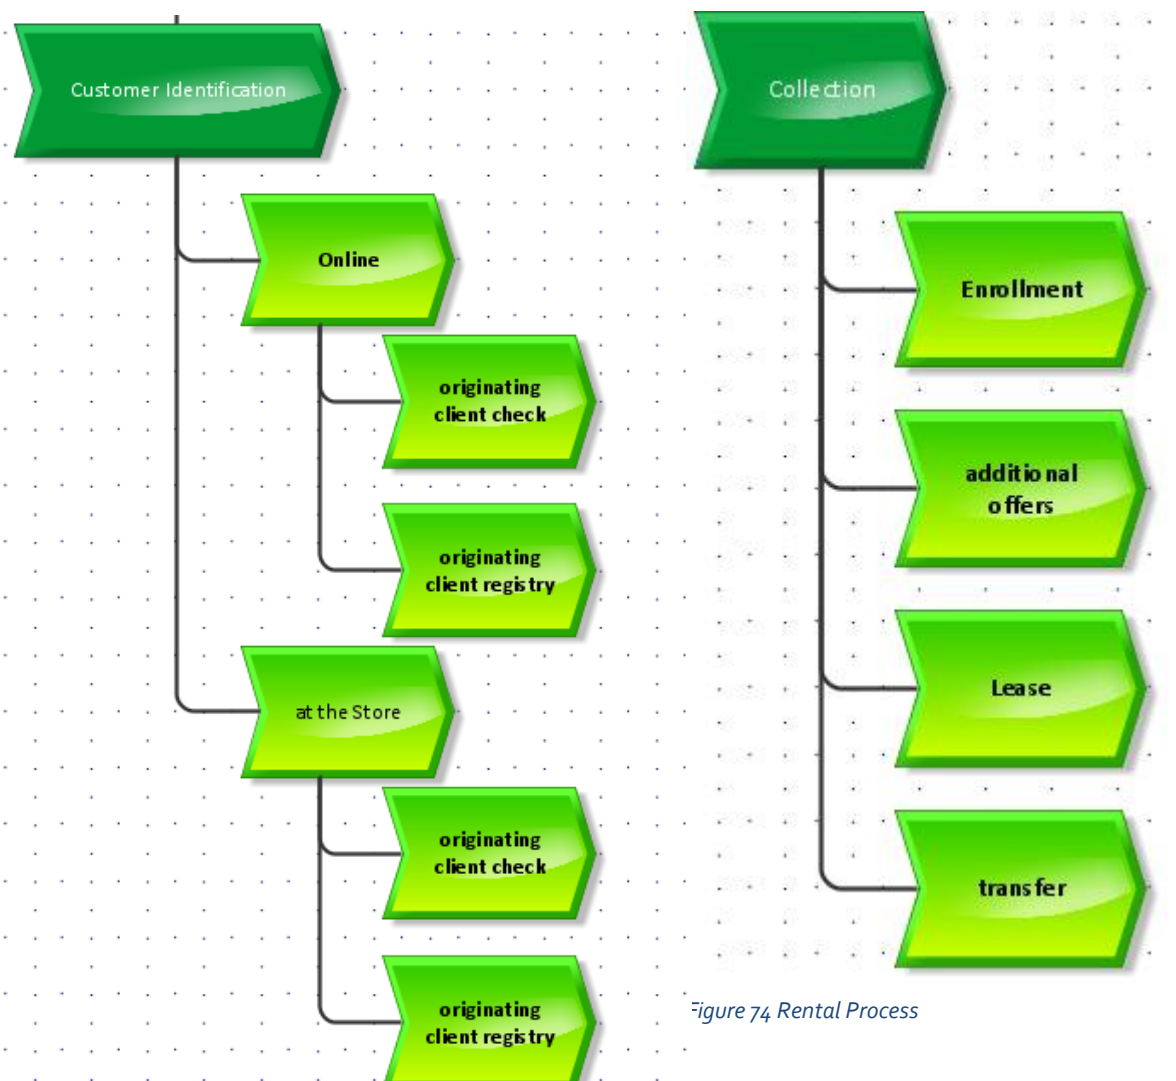 Customer Identification
Online
originating
client check
originating
client registry
at the Store
originating
client check
originating
client registry
Collection
Enrollment
additional
offers
Lease
transfer
Figure 74 Rental Process